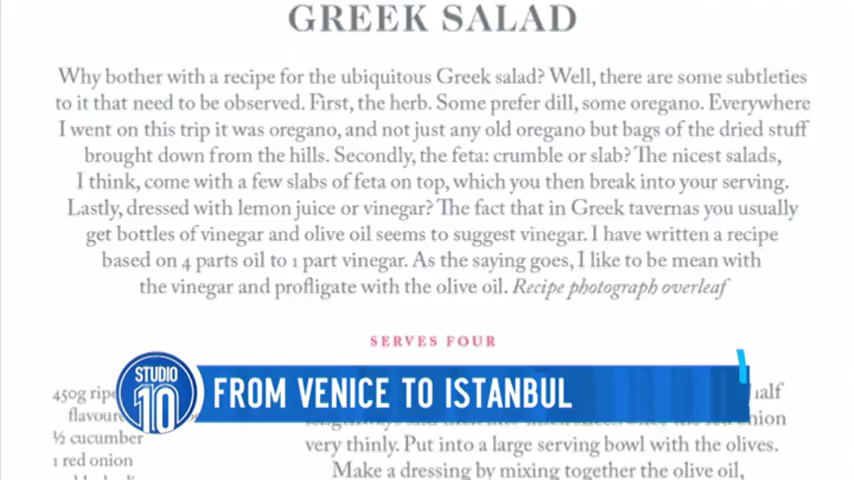 GREEK SALAD
Why bother with a recipe for the ubiquitous Greek salad? Well, there are some subtleties
to it that need to be observed. First, the herb. Some prefer dill, some oregano. Everywhere
I went on this trip it was oregano, and not just any old oregano but bags of the dried stuff
brought down from the hills. Secondly, the feta: crumble or slab? The nicest salads,
I think, come with a few slabs of feta on top, which you then break into your serving.
Lastly, dressed with lemon juice or vinegar? The fact that in Greek tavernas you usually
get bottles of vinegar and olive oil seems to suggest vinegar. I have written a recipe
based on 4 parts oil to 1 part vinegar. As the saying goes, I like to be mean with
the vinegar and profligate with the olive oil. Recipe photograph overleaf
SERVES FOUR
STUDIO
10
FROM VENICE TO ISTANBUL
450g
½ cucumber
1 red onion
half
onion
very thinly. Put into a large serving bowl with the olives.
Make a dressing by mixing together the olive oil,